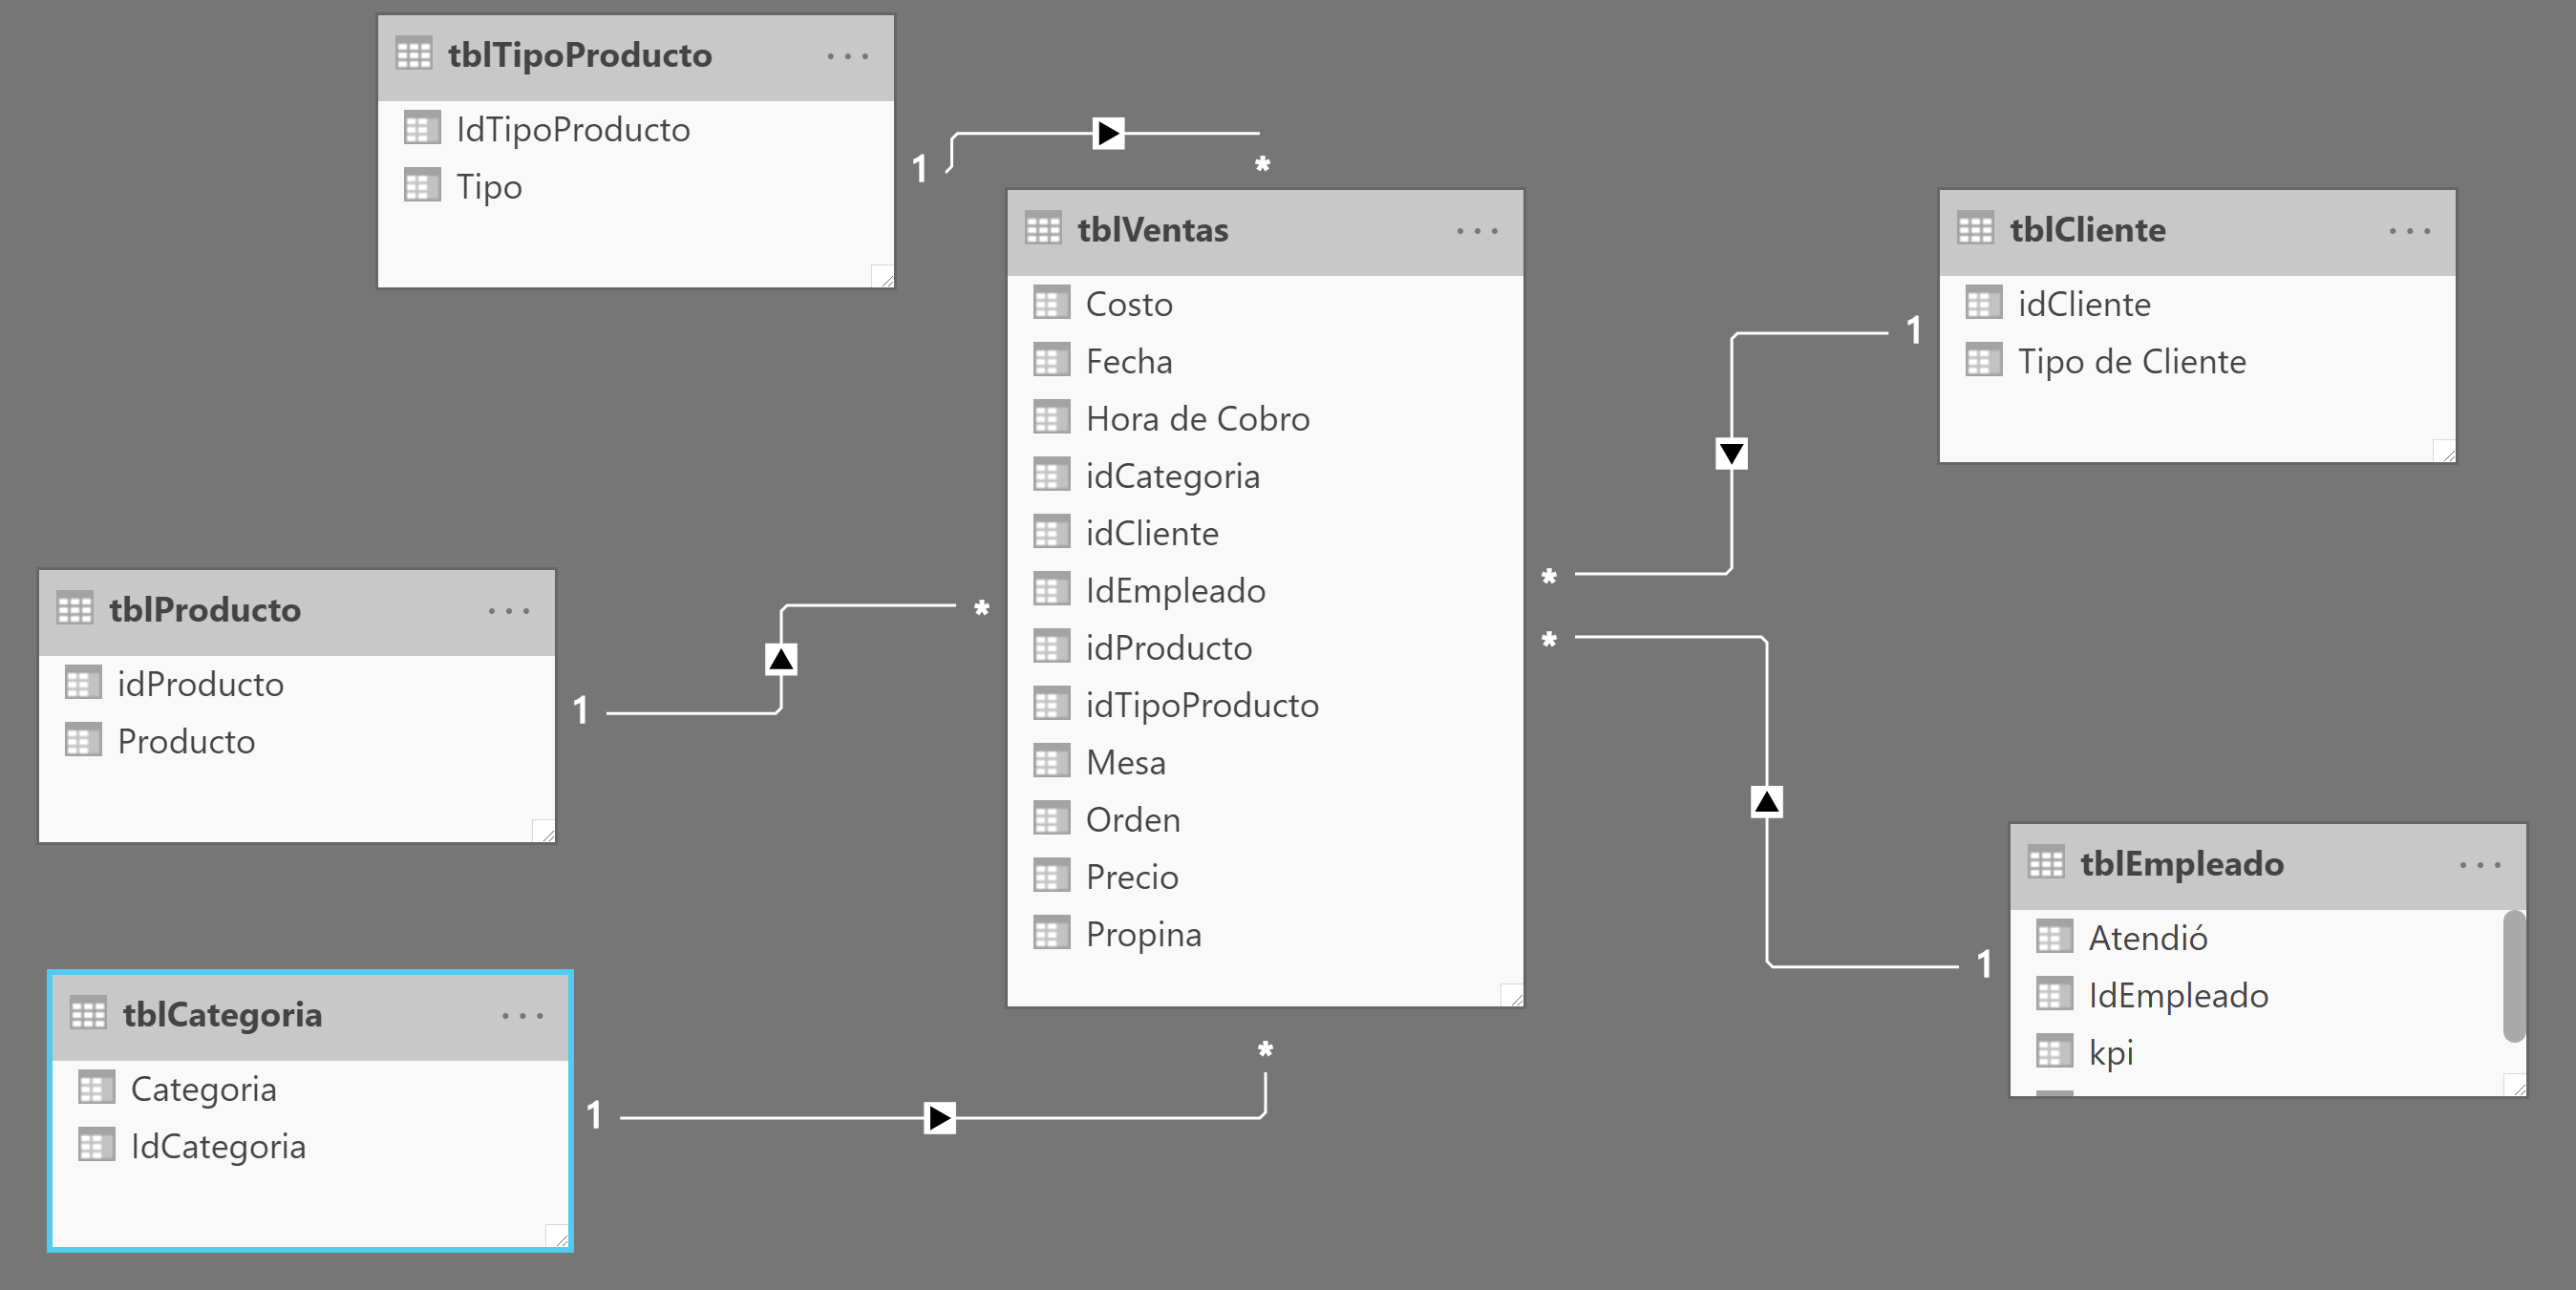 tblTipoProducto
IdTipoProducto
Tipo
1
*
tblVentas
Costo
Fecha
Hora de Cobro
idCategoria
idCliente
IdEmpleado
idProducto
idTipoProducto
Mesa
Orden
Precio
Propina
tblCliente
idCliente
Tipo de Cliente
1
*
tblProducto
idProducto
Producto
1
*
tblEmpleado
Atendió
IdEmpleado
kpi
1
*
tblCategoria
Categoria
IdCategoria
1
*